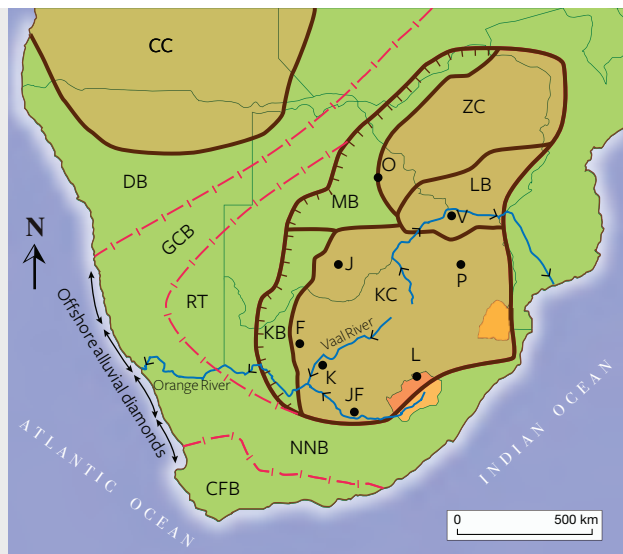 CC
ZC
O
DB
LB
MB
V
N
GCB
J
KC
P
RT
Offshore alluvial diamonds
F
KB
Vaal River
K
L
Orange River
JF
NNB
CFB
ATLANTIC OCEAN
INDIAN OCEAN
0 500 km